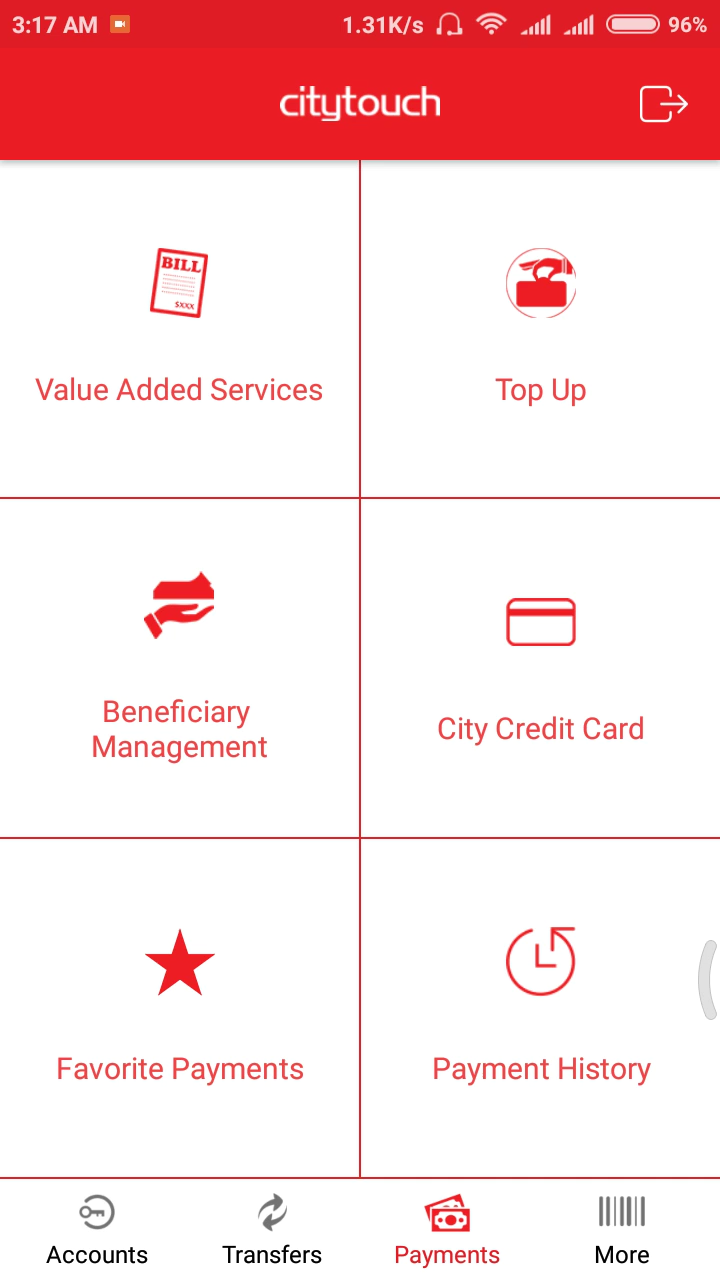 3:17 AM 1.31K/s 96%
citytouch
BILL
$XXX
Value Added Services
Top Up
Beneficiary
Management
City Credit Card
Favorite Payments
Payment History
Accounts
Transfers
Payments
More